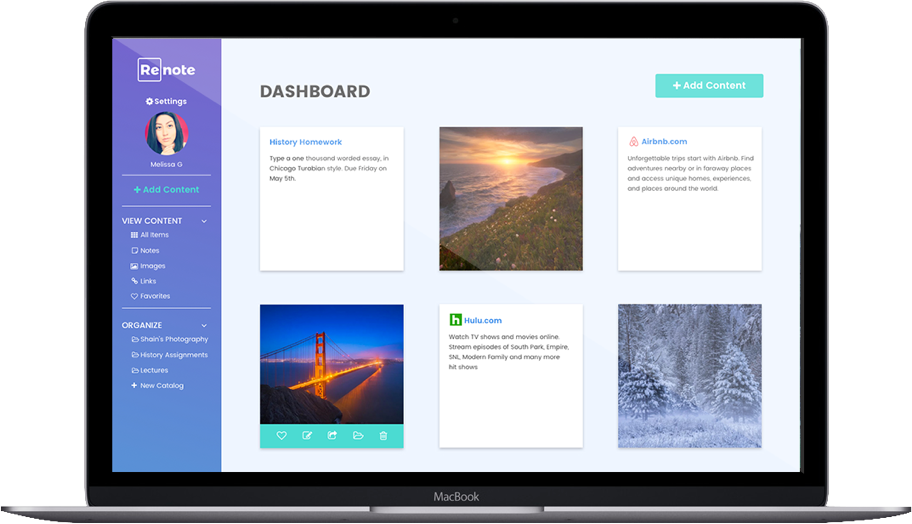 Re note
Settings
Melissa G
+ Add Content
VIEW CONTENT
All Items
Notes
Images
Links
Favorites
ORGANIZE
Shain's Photography
History Assignments
Lectures
+ New Catalog
DASHBOARD
+ Add Content
History Homework
Type a one thousand worded essay, in
Chicago Turabian style. Due Friday on
May 5th.
Airbnb.com
Unforgettable trips start with Airbnb. Find
adventures nearby or in faraway places
and access unique homes, experiences,
and places around the world.
h Hulu.com
Watch TV shows and movies online.
Stream episodes of South Park, Empire,
SNL, Modern Family and many more
hit shows
MacBook